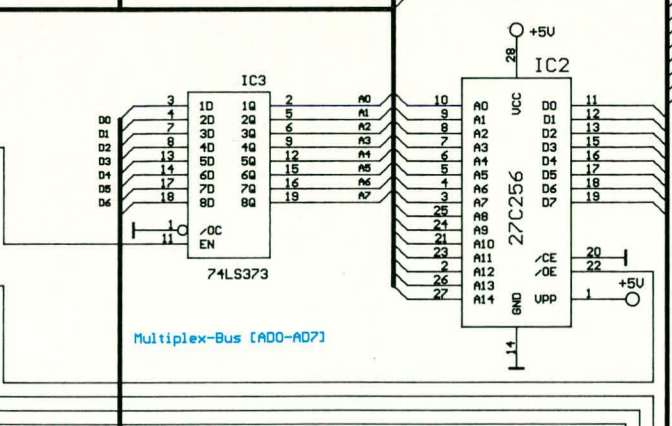 +5V
28
IC3
IC2
3 1D 1Q 2 A0 10 A0 VCC D0 11
D0 4 2D 2Q 5 A1 9 A1 D1 12
D1 7 3D 3Q 6 A2 8 A2 D2 13
D2 8 4D 4Q 9 A3 7 A3 D3 15
D3 13 5D 5Q 12 A4 6 A4 D4 16
D4 14 6D 6Q 15 A5 5 A5 D5 17
D5 17 7D 7Q 16 A6 4 A6 D6 18
D6 18 8D 8Q 19 A7 3 A7 D7 19
25 A8
27C256
1 /OC 24 A9
11 EN 21 A10
23 A11 /CE 20
74LS373 2 A12 /OE 22
26 A13 +5V
27 A14 GND VPP 1
Multiplex-Bus [AD0-AD7]
14